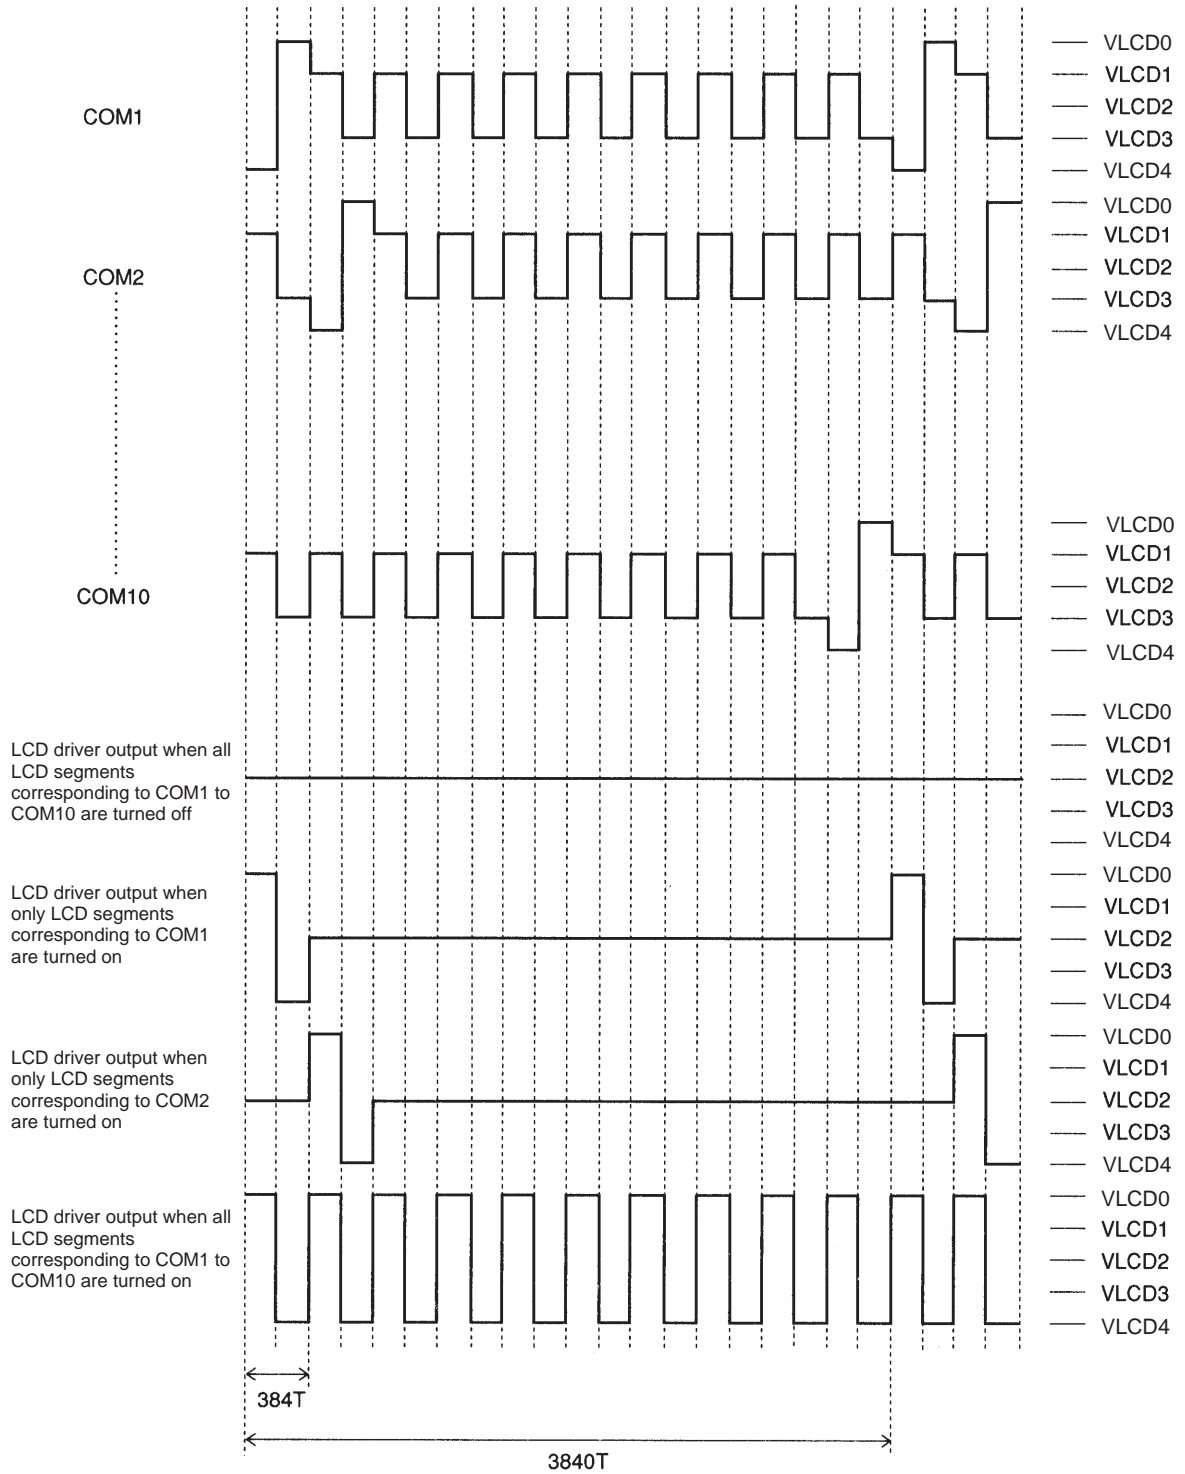 VLCD0
VLCD1
COM1
VLCD2
VLCD3
VLCD4
VLCD0
VLCD1
COM2
VLCD2
VLCD3
VLCD4
VLCD0
VLCD1
COM10
VLCD2
VLCD3
VLCD4
VLCD0
VLCD1
VLCD2
VLCD3
VLCD4
LCD driver output when all
LCD segments
corresponding to COM1 to
COM10 are turned off
VLCD0
VLCD1
VLCD2
VLCD3
VLCD4
LCD driver output when
only LCD segments
corresponding to COM1
are turned on
VLCD0
VLCD1
VLCD2
VLCD3
VLCD4
LCD driver output when
only LCD segments
corresponding to COM2
are turned on
VLCD0
VLCD1
VLCD2
VLCD3
VLCD4
LCD driver output when all
LCD segments
corresponding to COM1 to
COM10 are turned on
384T
3840T